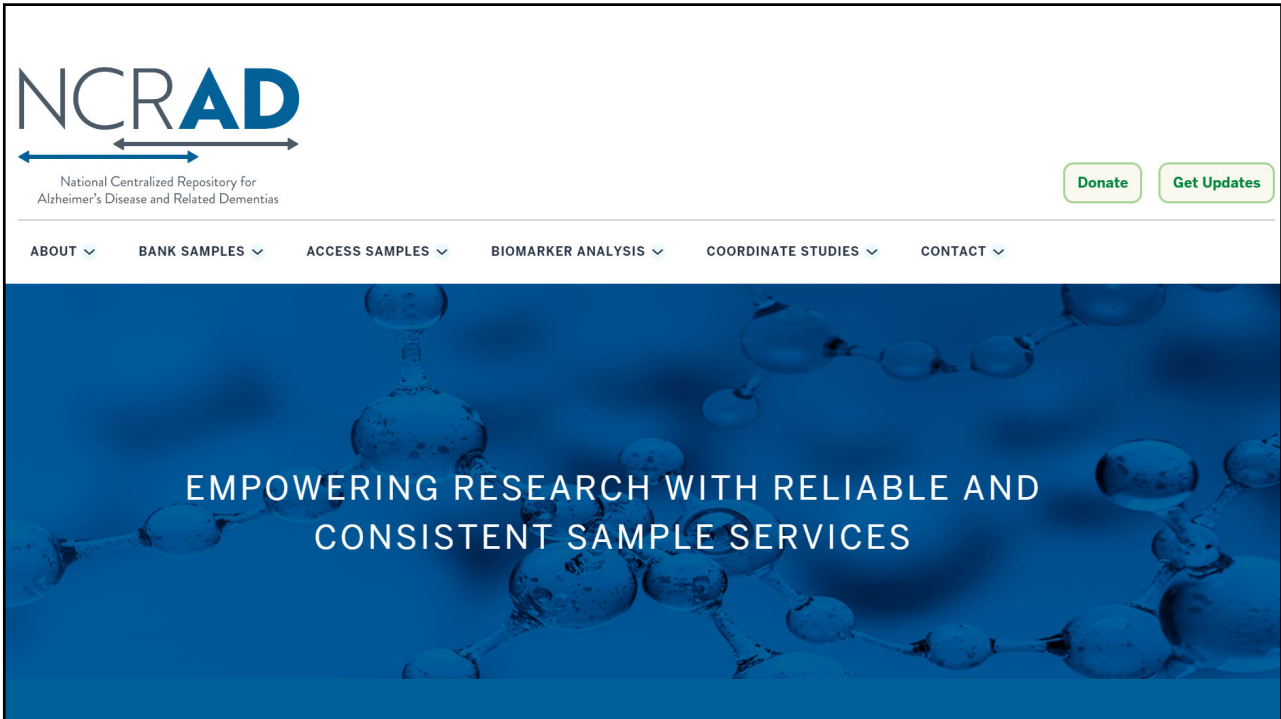 NCRAD
National Centralized Repository for
Alzheimer's Disease and Related Dementias
Donate
Get Updates
ABOUT
BANK SAMPLES
ACCESS SAMPLES
BIOMARKER ANALYSIS
COORDINATE STUDIES
CONTACT
EMPOWERING RESEARCH WITH RELIABLE AND
CONSISTENT SAMPLE SERVICES